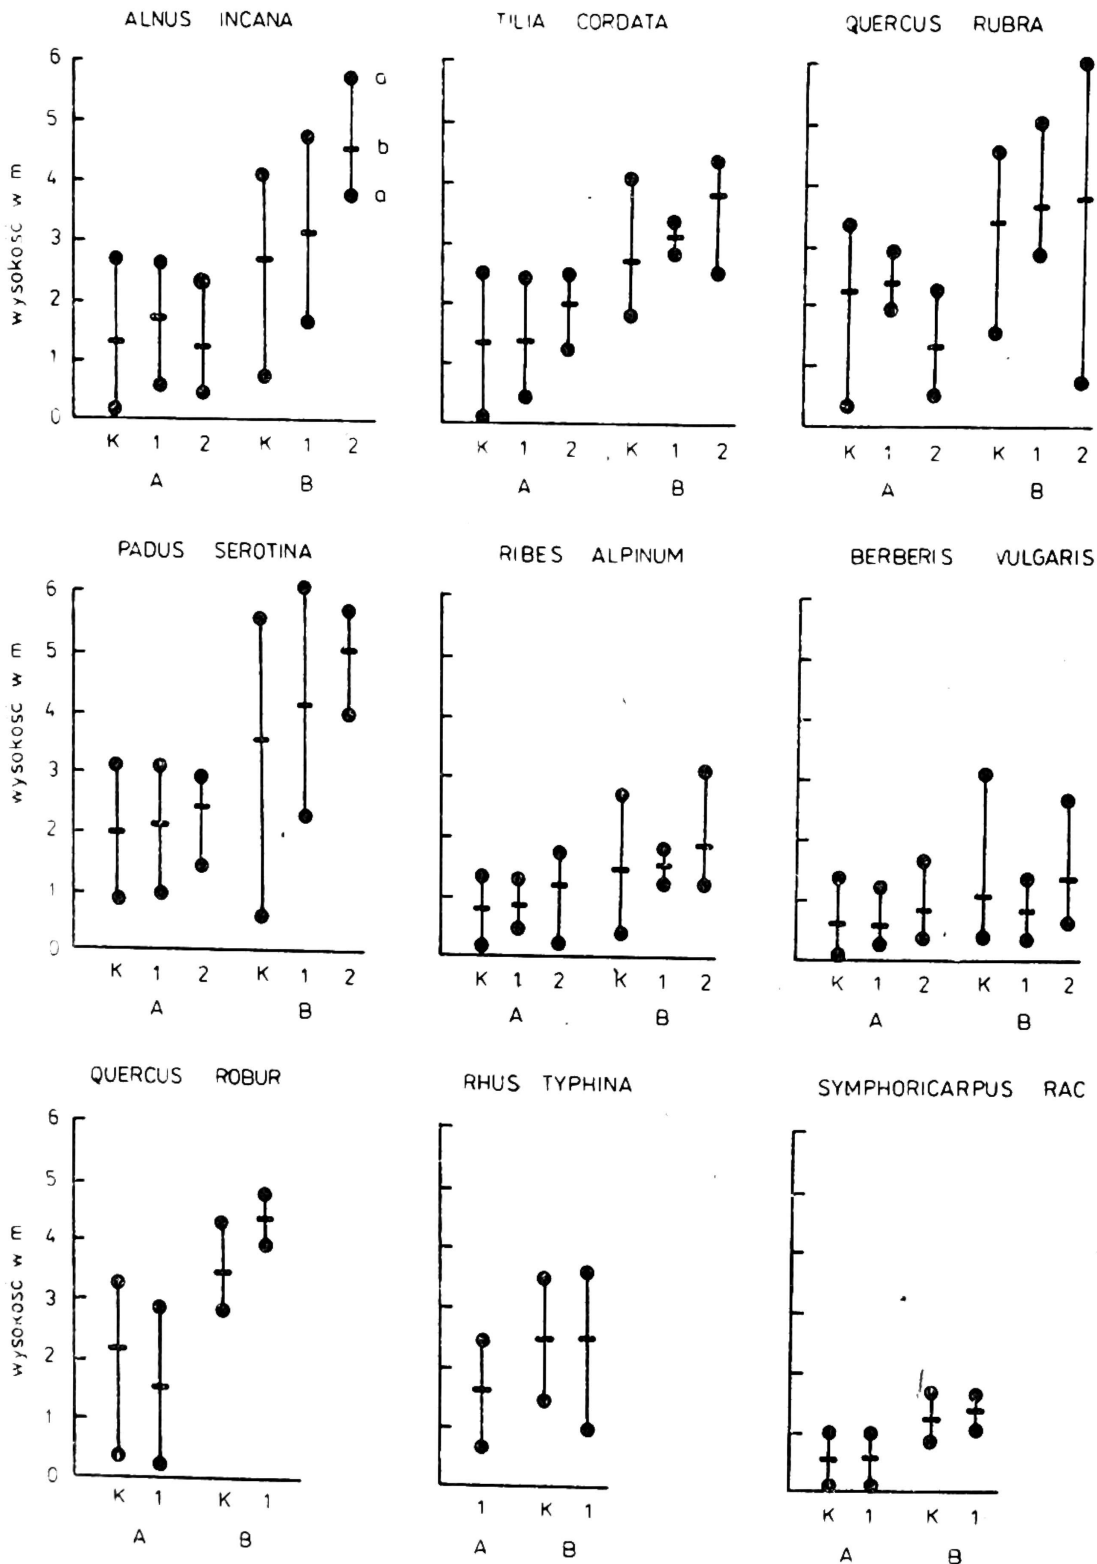 ALNUS INCANA
TILIA CORDATA
QUERCUS RUBRA
wysokość w m
6
5
4
3
2
1
0
a
b
a
K 1 2 K 1 2
A B
K 1 2 K 1 2
A B
K 1 2 K 1 2
A B
PADUS SEROTINA
RIBES ALPINUM
BERBERIS VULGARIS
wysokość w m
6
5
4
3
2
1
0
K 1 2 K 1 2
A B
K 1 2 K 1 2
A B
K 1 2 K 1 2
A B
QUERCUS ROBUR
RHUS TYPHINA
SYMPHORICARPUS RAC
wysokość w m
6
5
4
3
2
1
0
K 1 K 1
A B
1 K 1
A B
K 1 K 1
A B